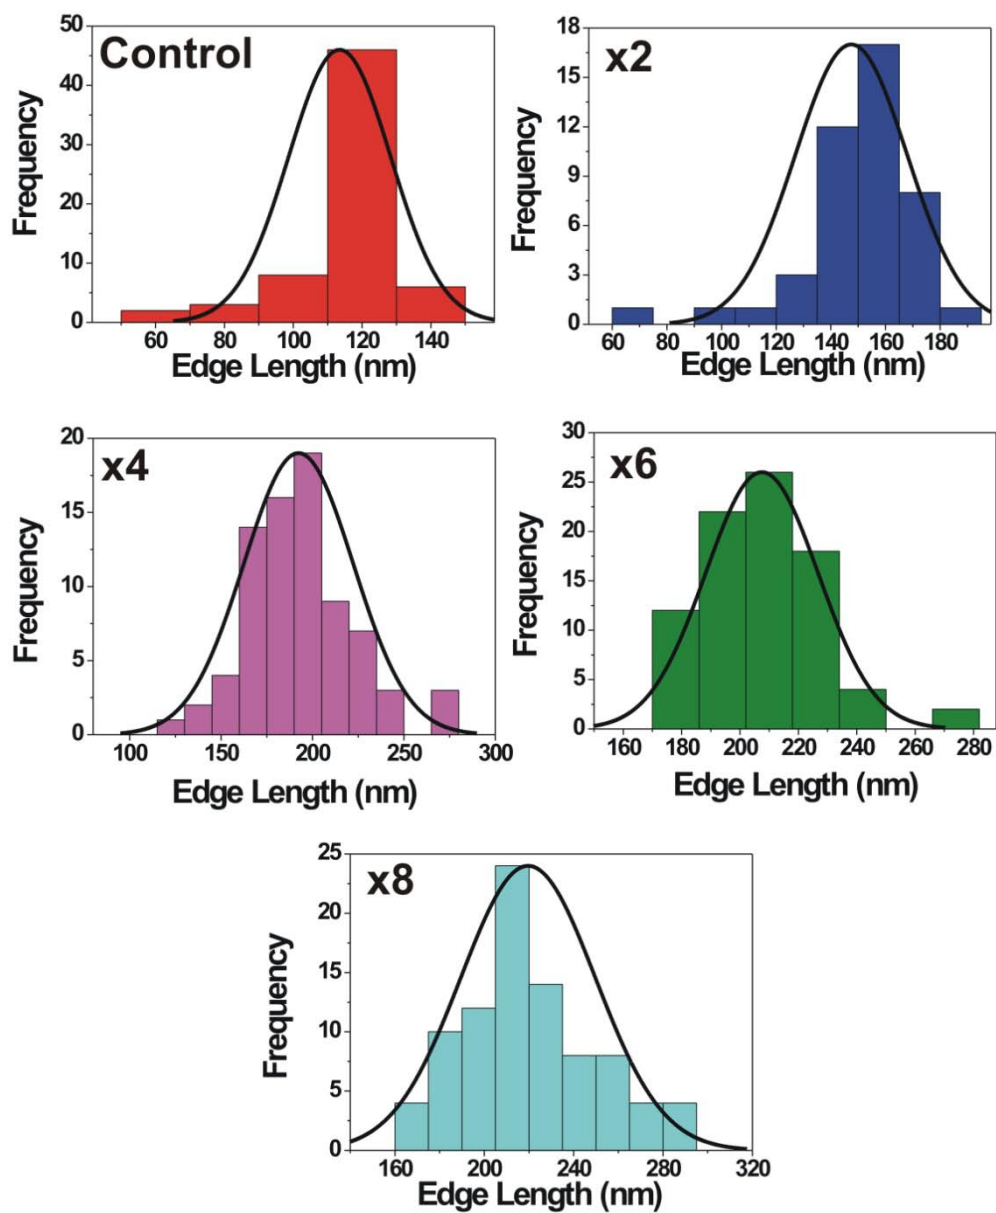 Control
50
40
30
20
10
0
Frequency
60 80 100 120 140
Edge Length (nm)
x2
18
15
12
9
6
3
0
Frequency
60 80 100 120 140 160 180
Edge Length (nm)
x4
20
15
10
5
0
Frequency
100 150 200 250 300
Edge Length (nm)
x6
30
25
20
15
10
5
0
Frequency
160 180 200 220 240 260 280
Edge Length (nm)
x8
25
20
15
10
5
0
Frequency
160 200 240 280 320
Edge Length (nm)